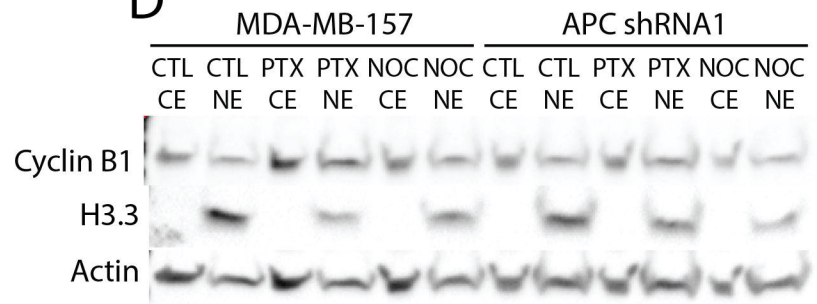 D
MDA-MB-157 APC shRNA1
CTL CTL PTX PTX NOC NOC CTL CTL PTX PTX NOC NOC
CE NE CE NE CE NE CE NE CE NE CE NE
Cyclin B1
H3.3
Actin